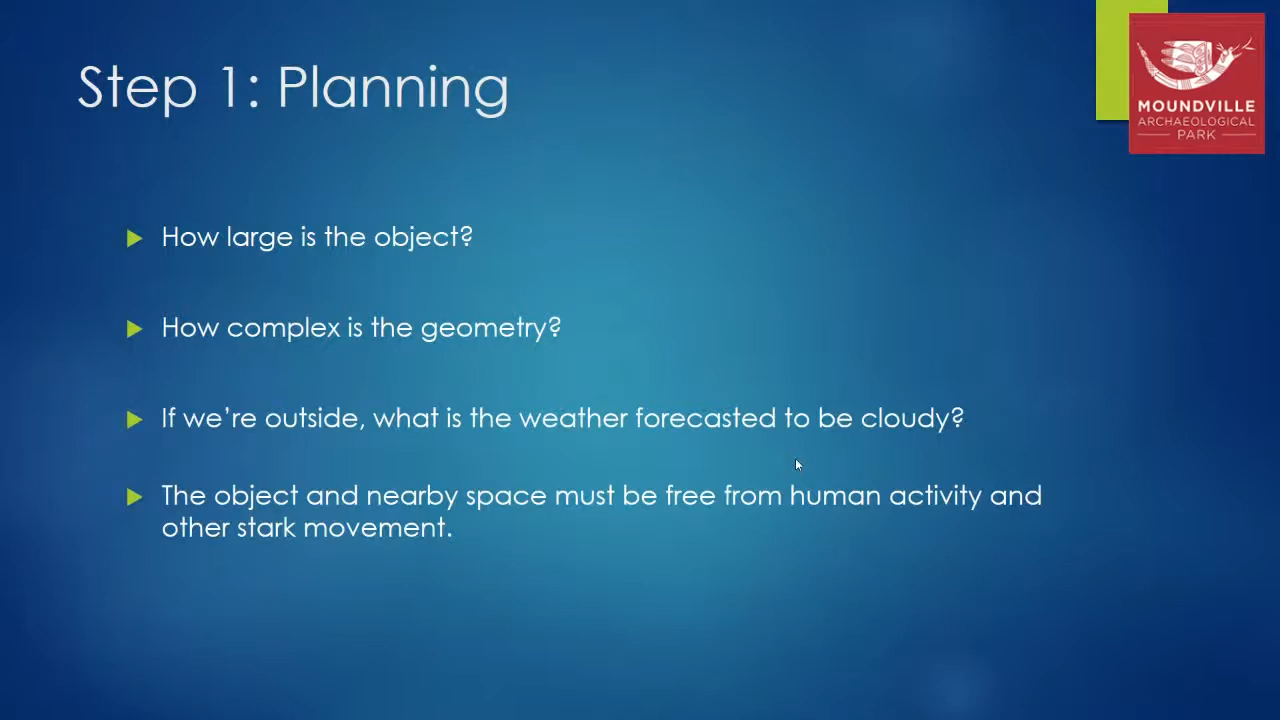 Step 1: Planning
MOUNDVILLE
ARCHAEOLOGICAL
PARK
How large is the object?
How complex is the geometry?
If we’re outside, what is the weather forecasted to be cloudy?
The object and nearby space must be free from human activity and
other stark movement.